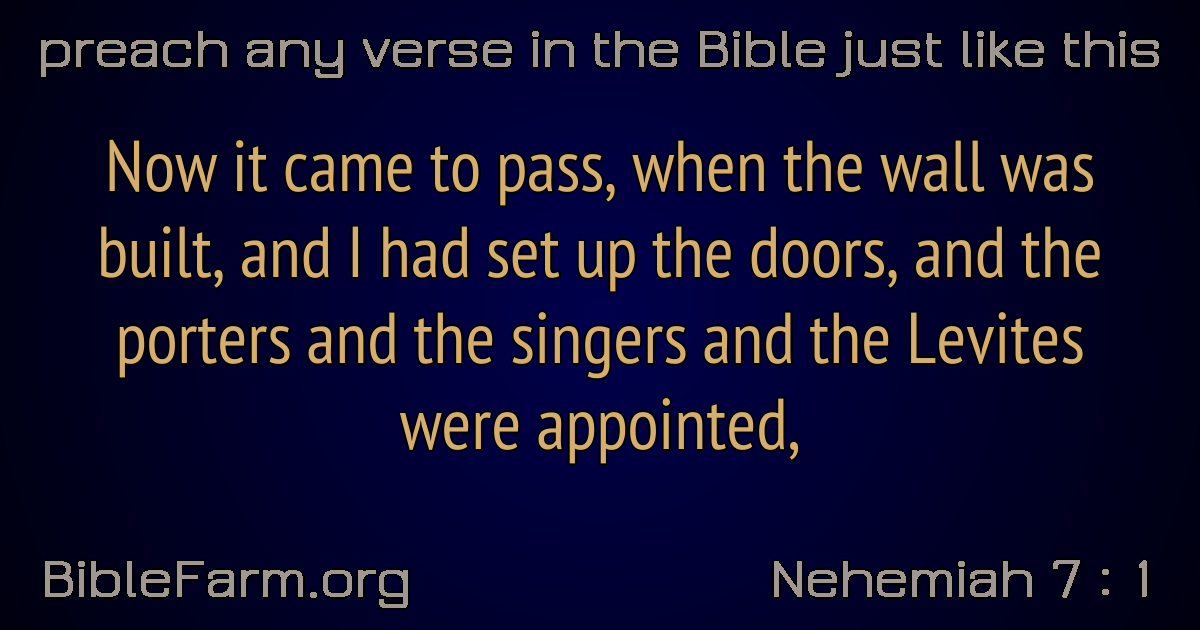 preach any verse in the Bible just like this
Now it came to pass, when the wall was
built, and I had set up the doors, and the
porters and the singers and the Levites
were appointed,
BibleFarm.org
Nehemiah 7 : 1